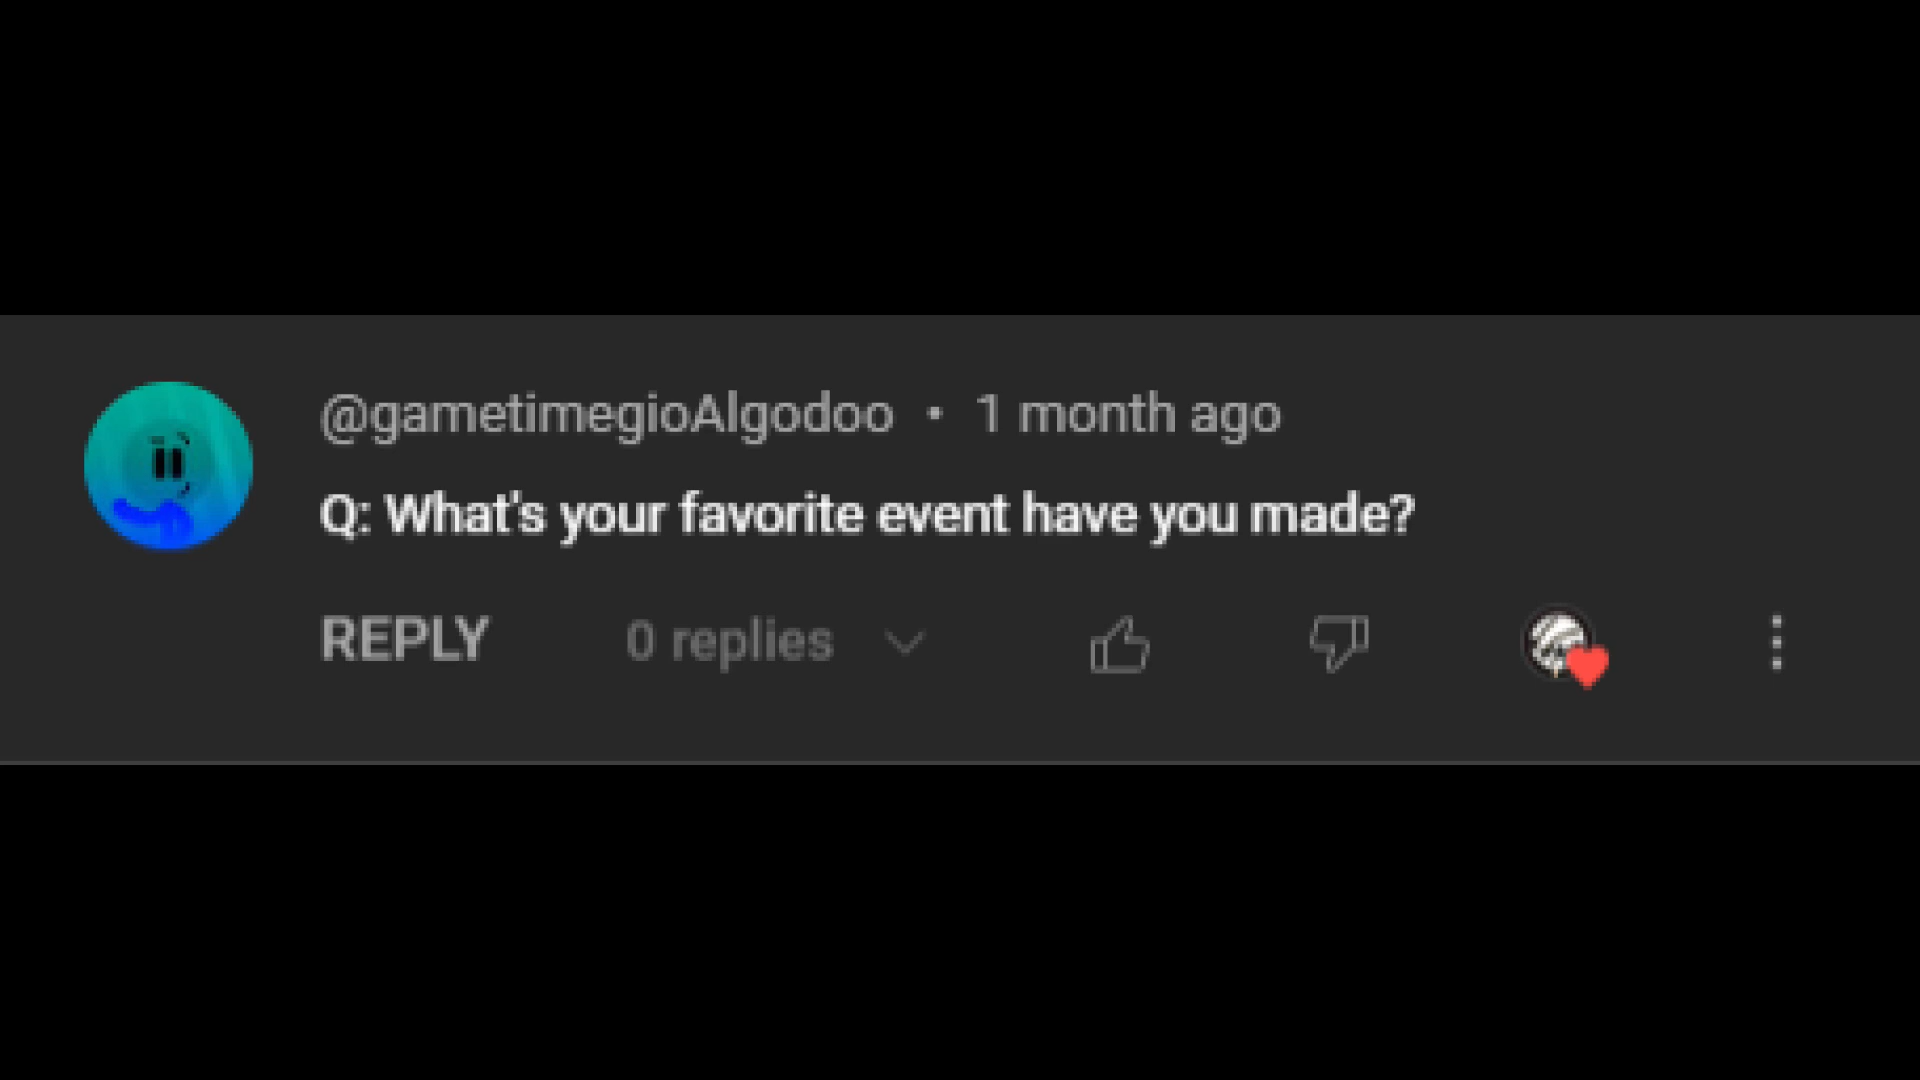 @gametimegioAlgodoo • 1 month ago
Q: What's your favorite event have you made?
REPLY 0 replies